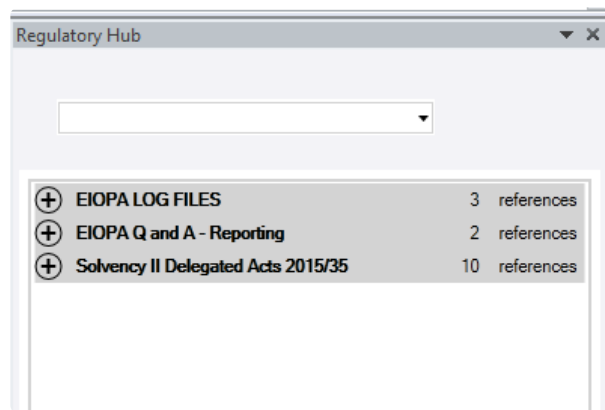 Regulatory Hub
EIOPA LOG FILES 3 references
EIOPA Q and A - Reporting 2 references
Solvency II Delegated Acts 2015/35 10 references